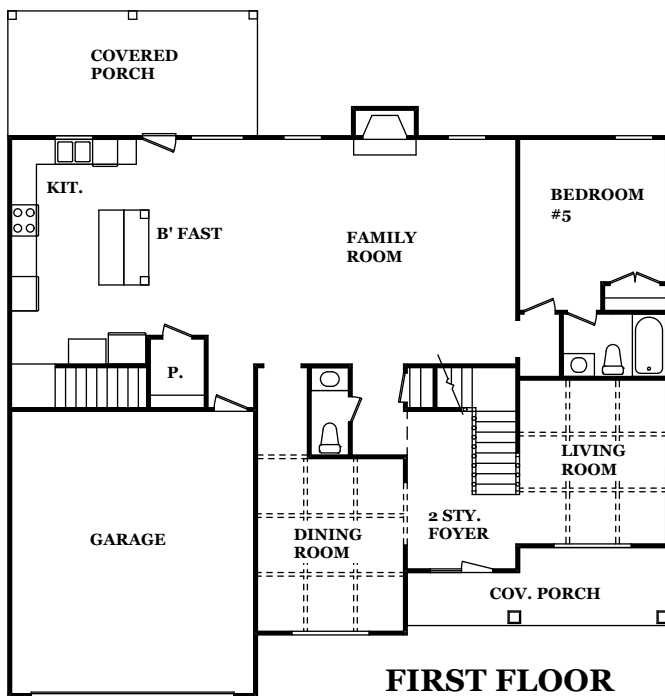 COVERED
PORCH
KIT.
B' FAST
FAMILY
ROOM
BEDROOM
#5
P.
LIVING
ROOM
GARAGE
DINING
ROOM
2 STY.
FOYER
COV. PORCH
FIRST FLOOR